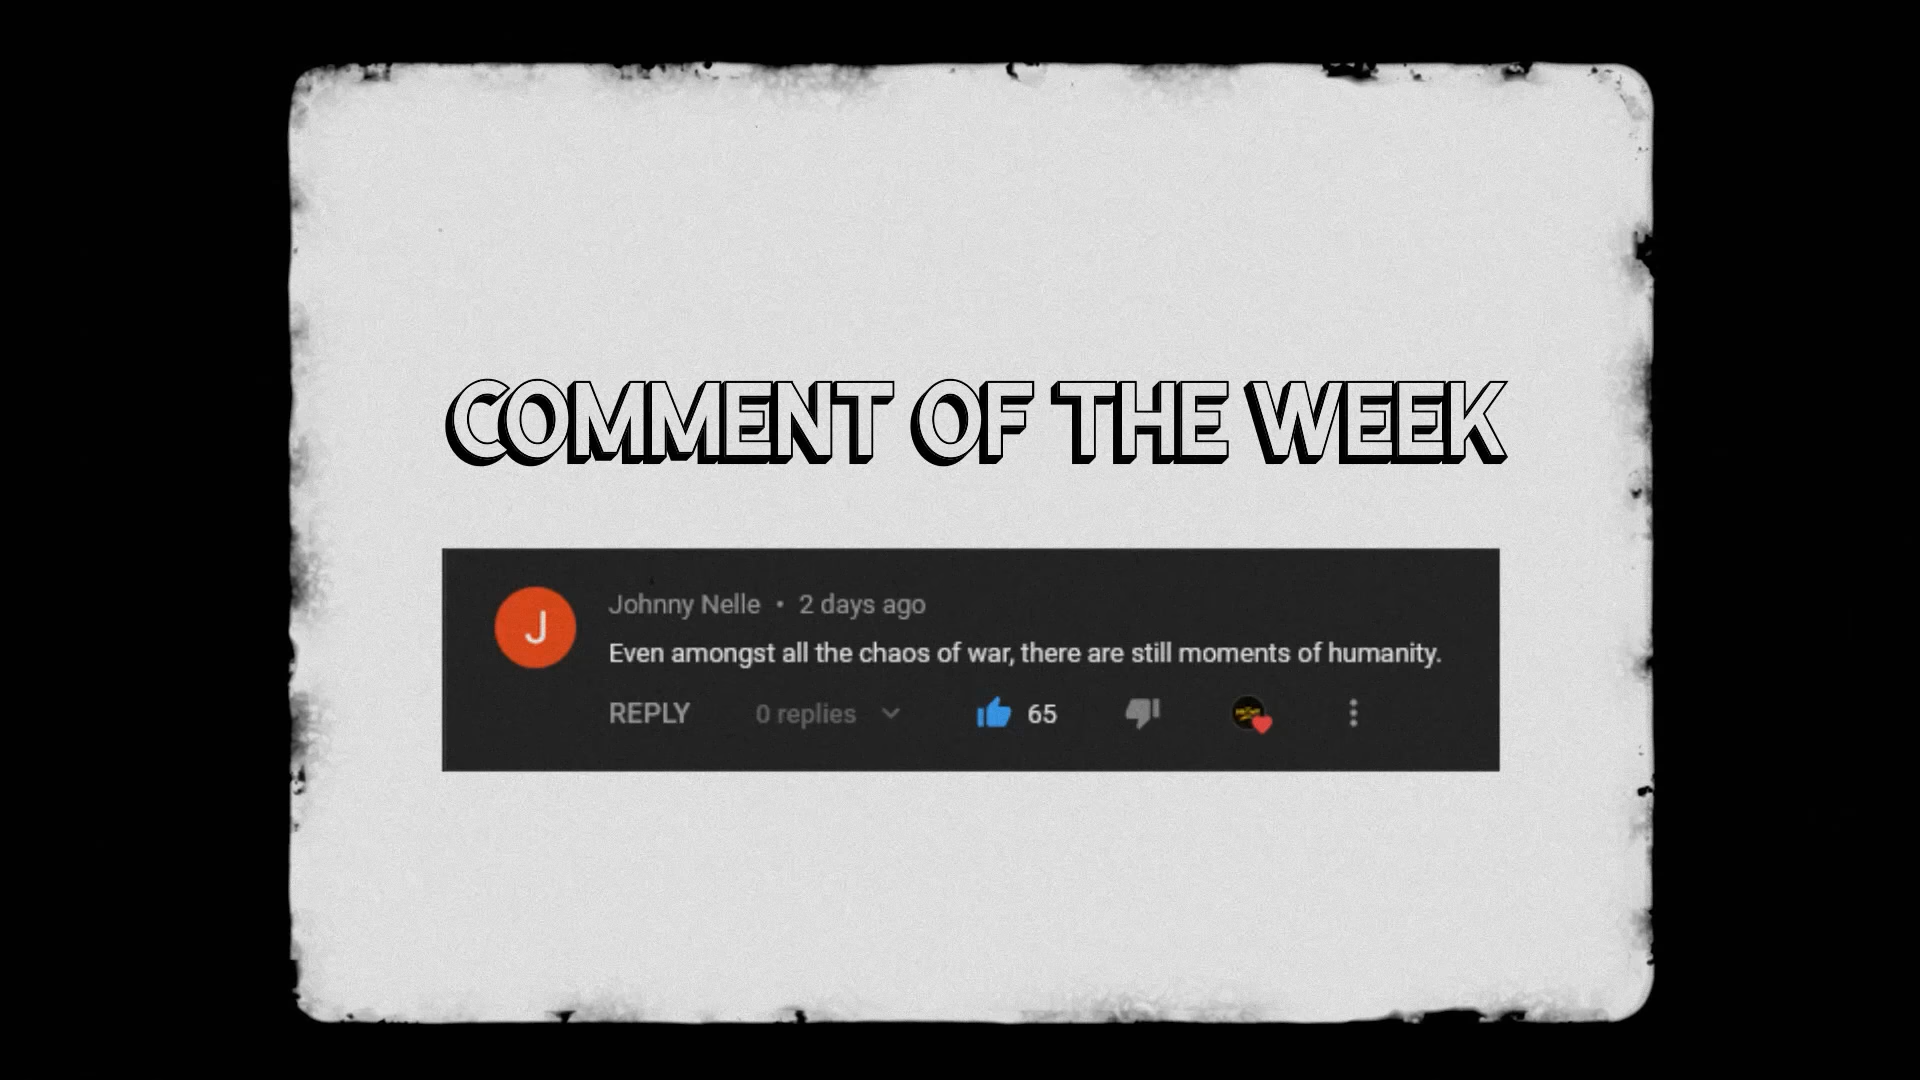 COMMENT OF THE WEEK
J
Johnny Nelle • 2 days ago
Even amongst all the chaos of war, there are still moments of humanity.
REPLY 0 replies 65